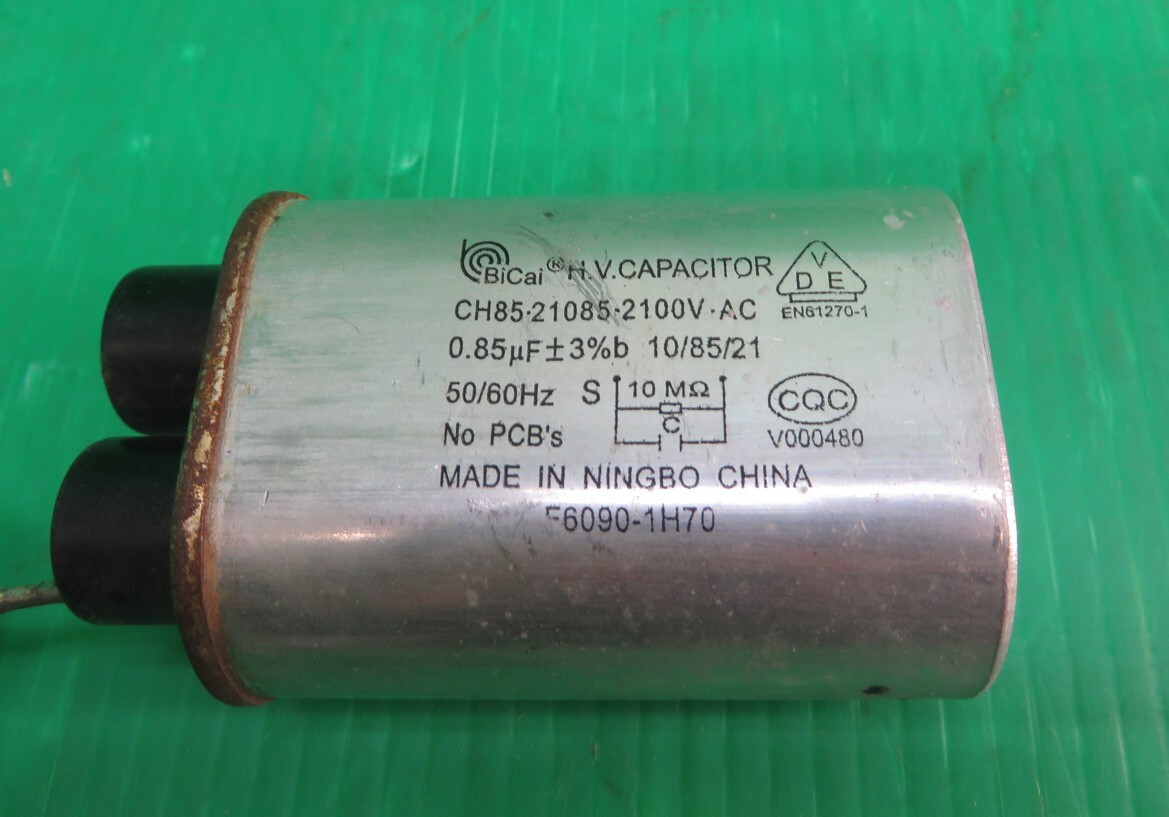 BiCai® H.V.CAPACITOR
V
D E
CH85·21085·2100V·AC
EN61270-1
0.85μF±3%b 10/85/21
50/60Hz S 10 MΩ
C
CQC
No PCB's
V000480
MADE IN NINGBO CHINA
F6090-1H70